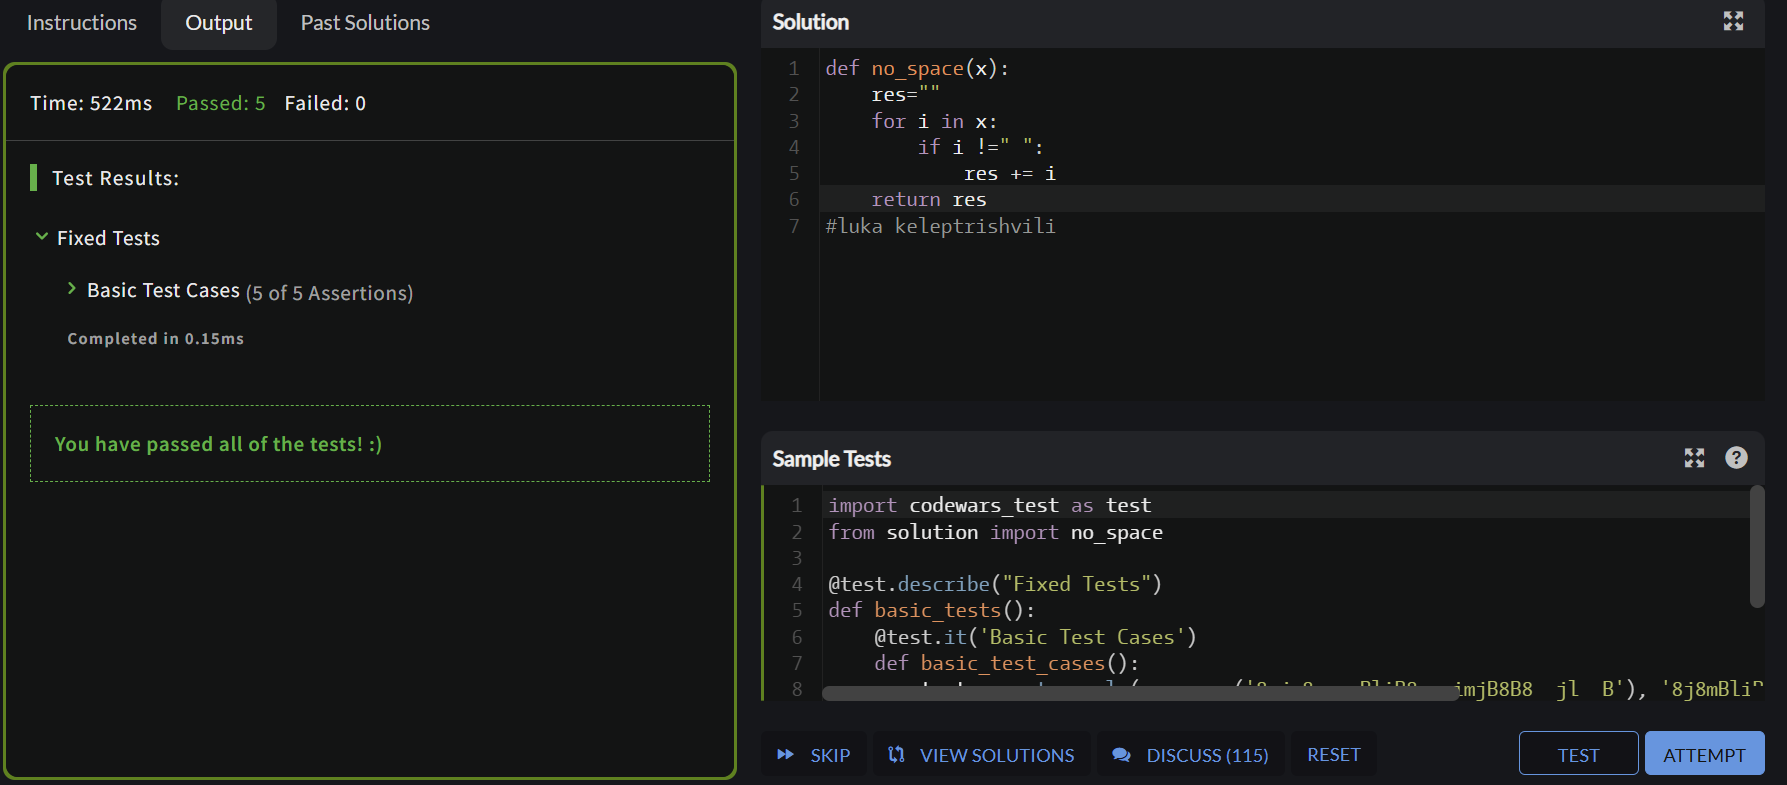 Instructions Output Past Solutions
Time: 522ms Passed: 5 Failed: 0
Test Results:
Fixed Tests
Basic Test Cases (5 of 5 Assertions)
Completed in 0.15ms
You have passed all of the tests! :)
Solution
1 def no_space(x):
2     res=""
3     for i in x:
4         if i !=" ":
5             res += i
6     return res
7 #luka keleptrishvili
Sample Tests
1 import codewars_test as test
2 from solution import no_space
3
4 @test.describe("Fixed Tests")
5 def basic_tests():
6     @test.it('Basic Test Cases')
7     def basic_test_cases():
8 jl  B'), '8j8mBliP
SKIP VIEW SOLUTIONS DISCUSS (115) RESET TEST ATTEMPT